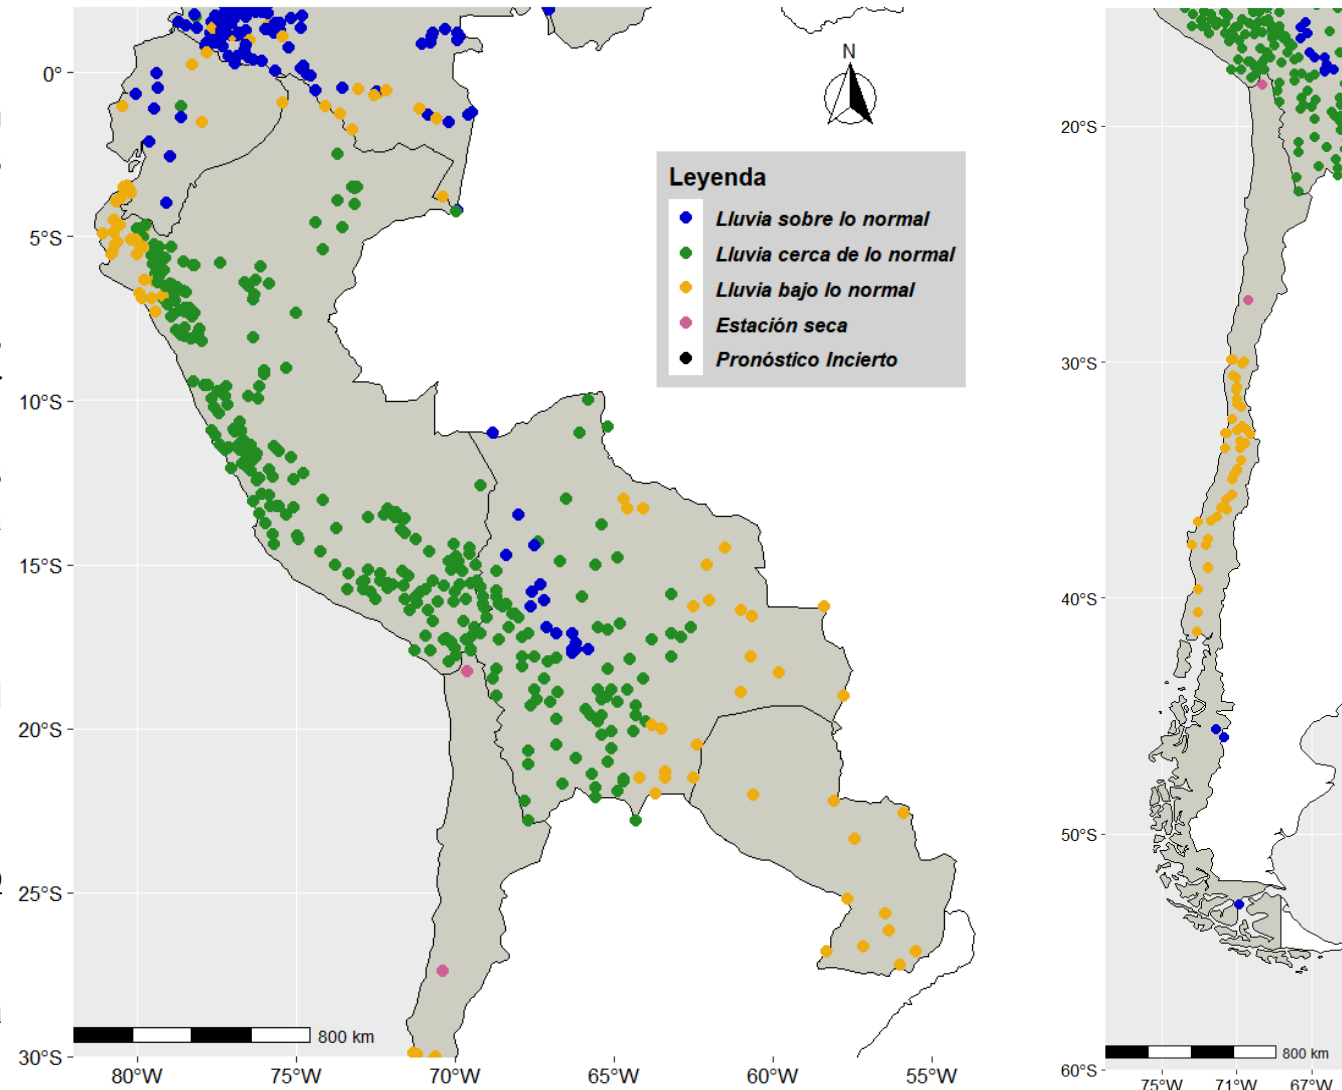 N
Leyenda
Lluvia sobre lo normal
Lluvia cerca de lo normal
Lluvia bajo lo normal
Estación seca
Pronóstico Incierto
0°
5°S
10°S
15°S
20°S
25°S
30°S
800 km
80°W
75°W
70°W
65°W
60°W
55°W
20°S
30°S
40°S
50°S
60°S
800 km
75°W
71°W
67°W